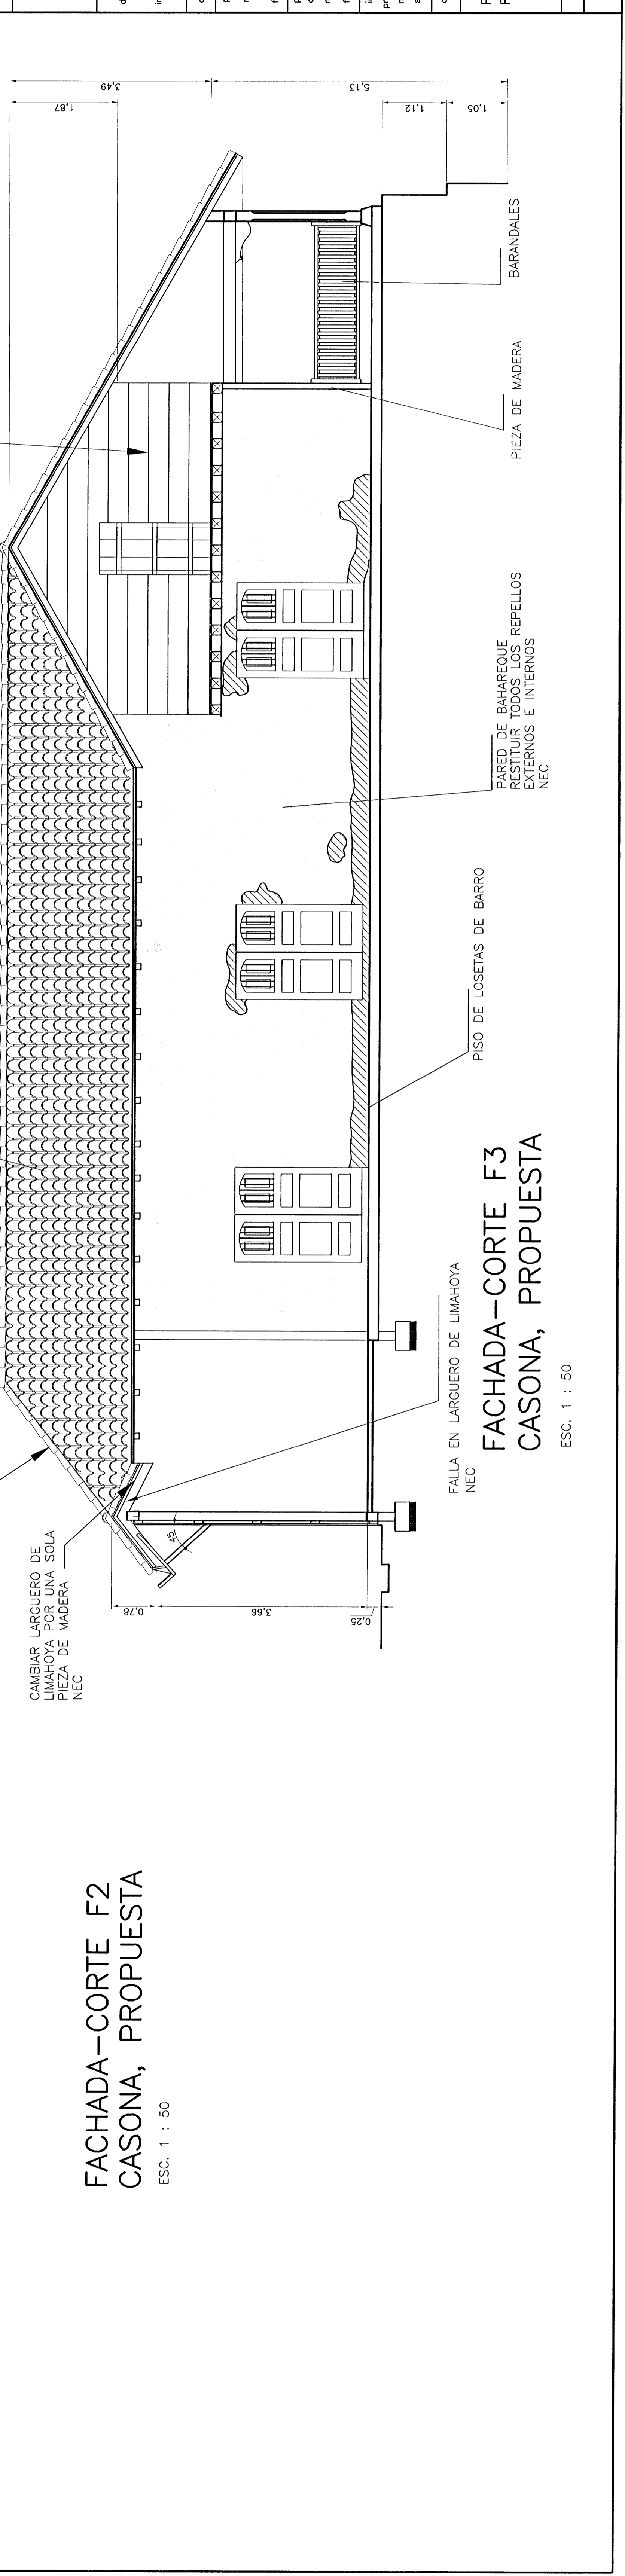 CAMBIAR LARGUERO DE
LIMAHOYA POR UNA SOLA
PIEZA DE MADERA
NEC
0,78
3,66
0,25
45
3,49
1,87
5,13
1,12
1,05
BARANDALES
PIEZA DE MADERA
PARED DE BAHAREQUE
RESTITUIR TODOS LOS REPELLOS
EXTERNOS E INTERNOS
NEC
PISO DE LOSETAS DE BARRO
FALLA EN LARGUERO DE LIMAHOYA
NEC
FACHADA-CORTE F3
CASONA, PROPUESTA
ESC. 1 : 50
FACHADA-CORTE F2
CASONA, PROPUESTA
ESC. 1 : 50